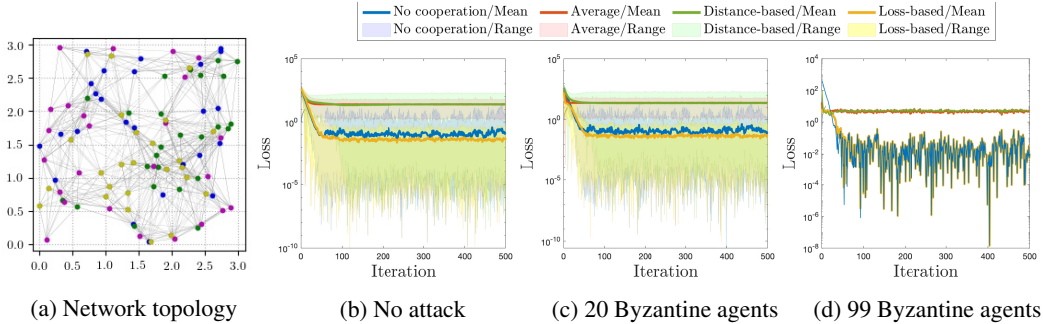 No cooperation/Mean Average/Mean Distance-based/Mean Loss-based/Mean
No cooperation/Range Average/Range Distance-based/Range Loss-based/Range
3.0
2.5
2.0
1.5
1.0
0.5
0.0
0.0 0.5 1.0 1.5 2.0 2.5 3.0
Loss
10^5
10^0
10^-5
10^-10
0 100 200 300 400 500
Iteration
Loss
10^5
10^0
10^-5
10^-10
0 100 200 300 400 500
Iteration
Loss
10^4
10^2
10^0
10^-2
10^-4
10^-6
10^-8
0 100 200 300 400 500
Iteration
(a) Network topology (b) No attack (c) 20 Byzantine agents (d) 99 Byzantine agents